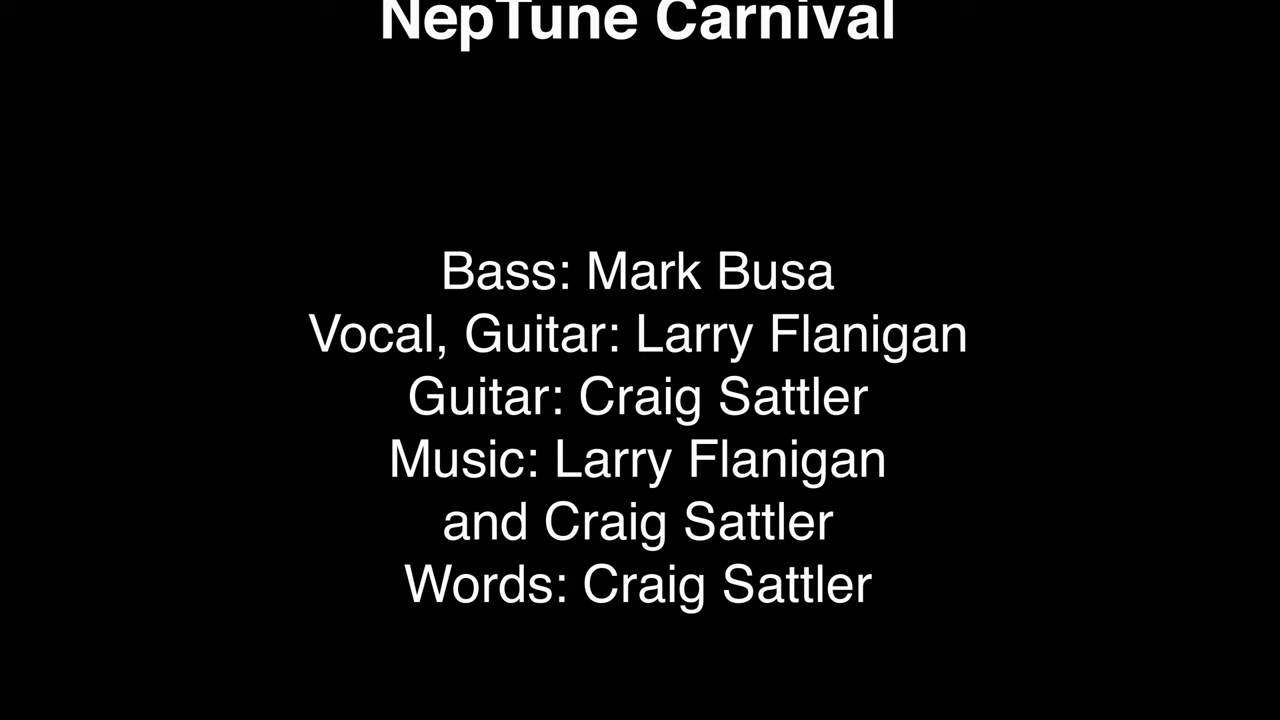 NepTune Carnival
Bass: Mark Busa
Vocal, Guitar: Larry Flanigan
Guitar: Craig Sattler
Music: Larry Flanigan
and Craig Sattler
Words: Craig Sattler